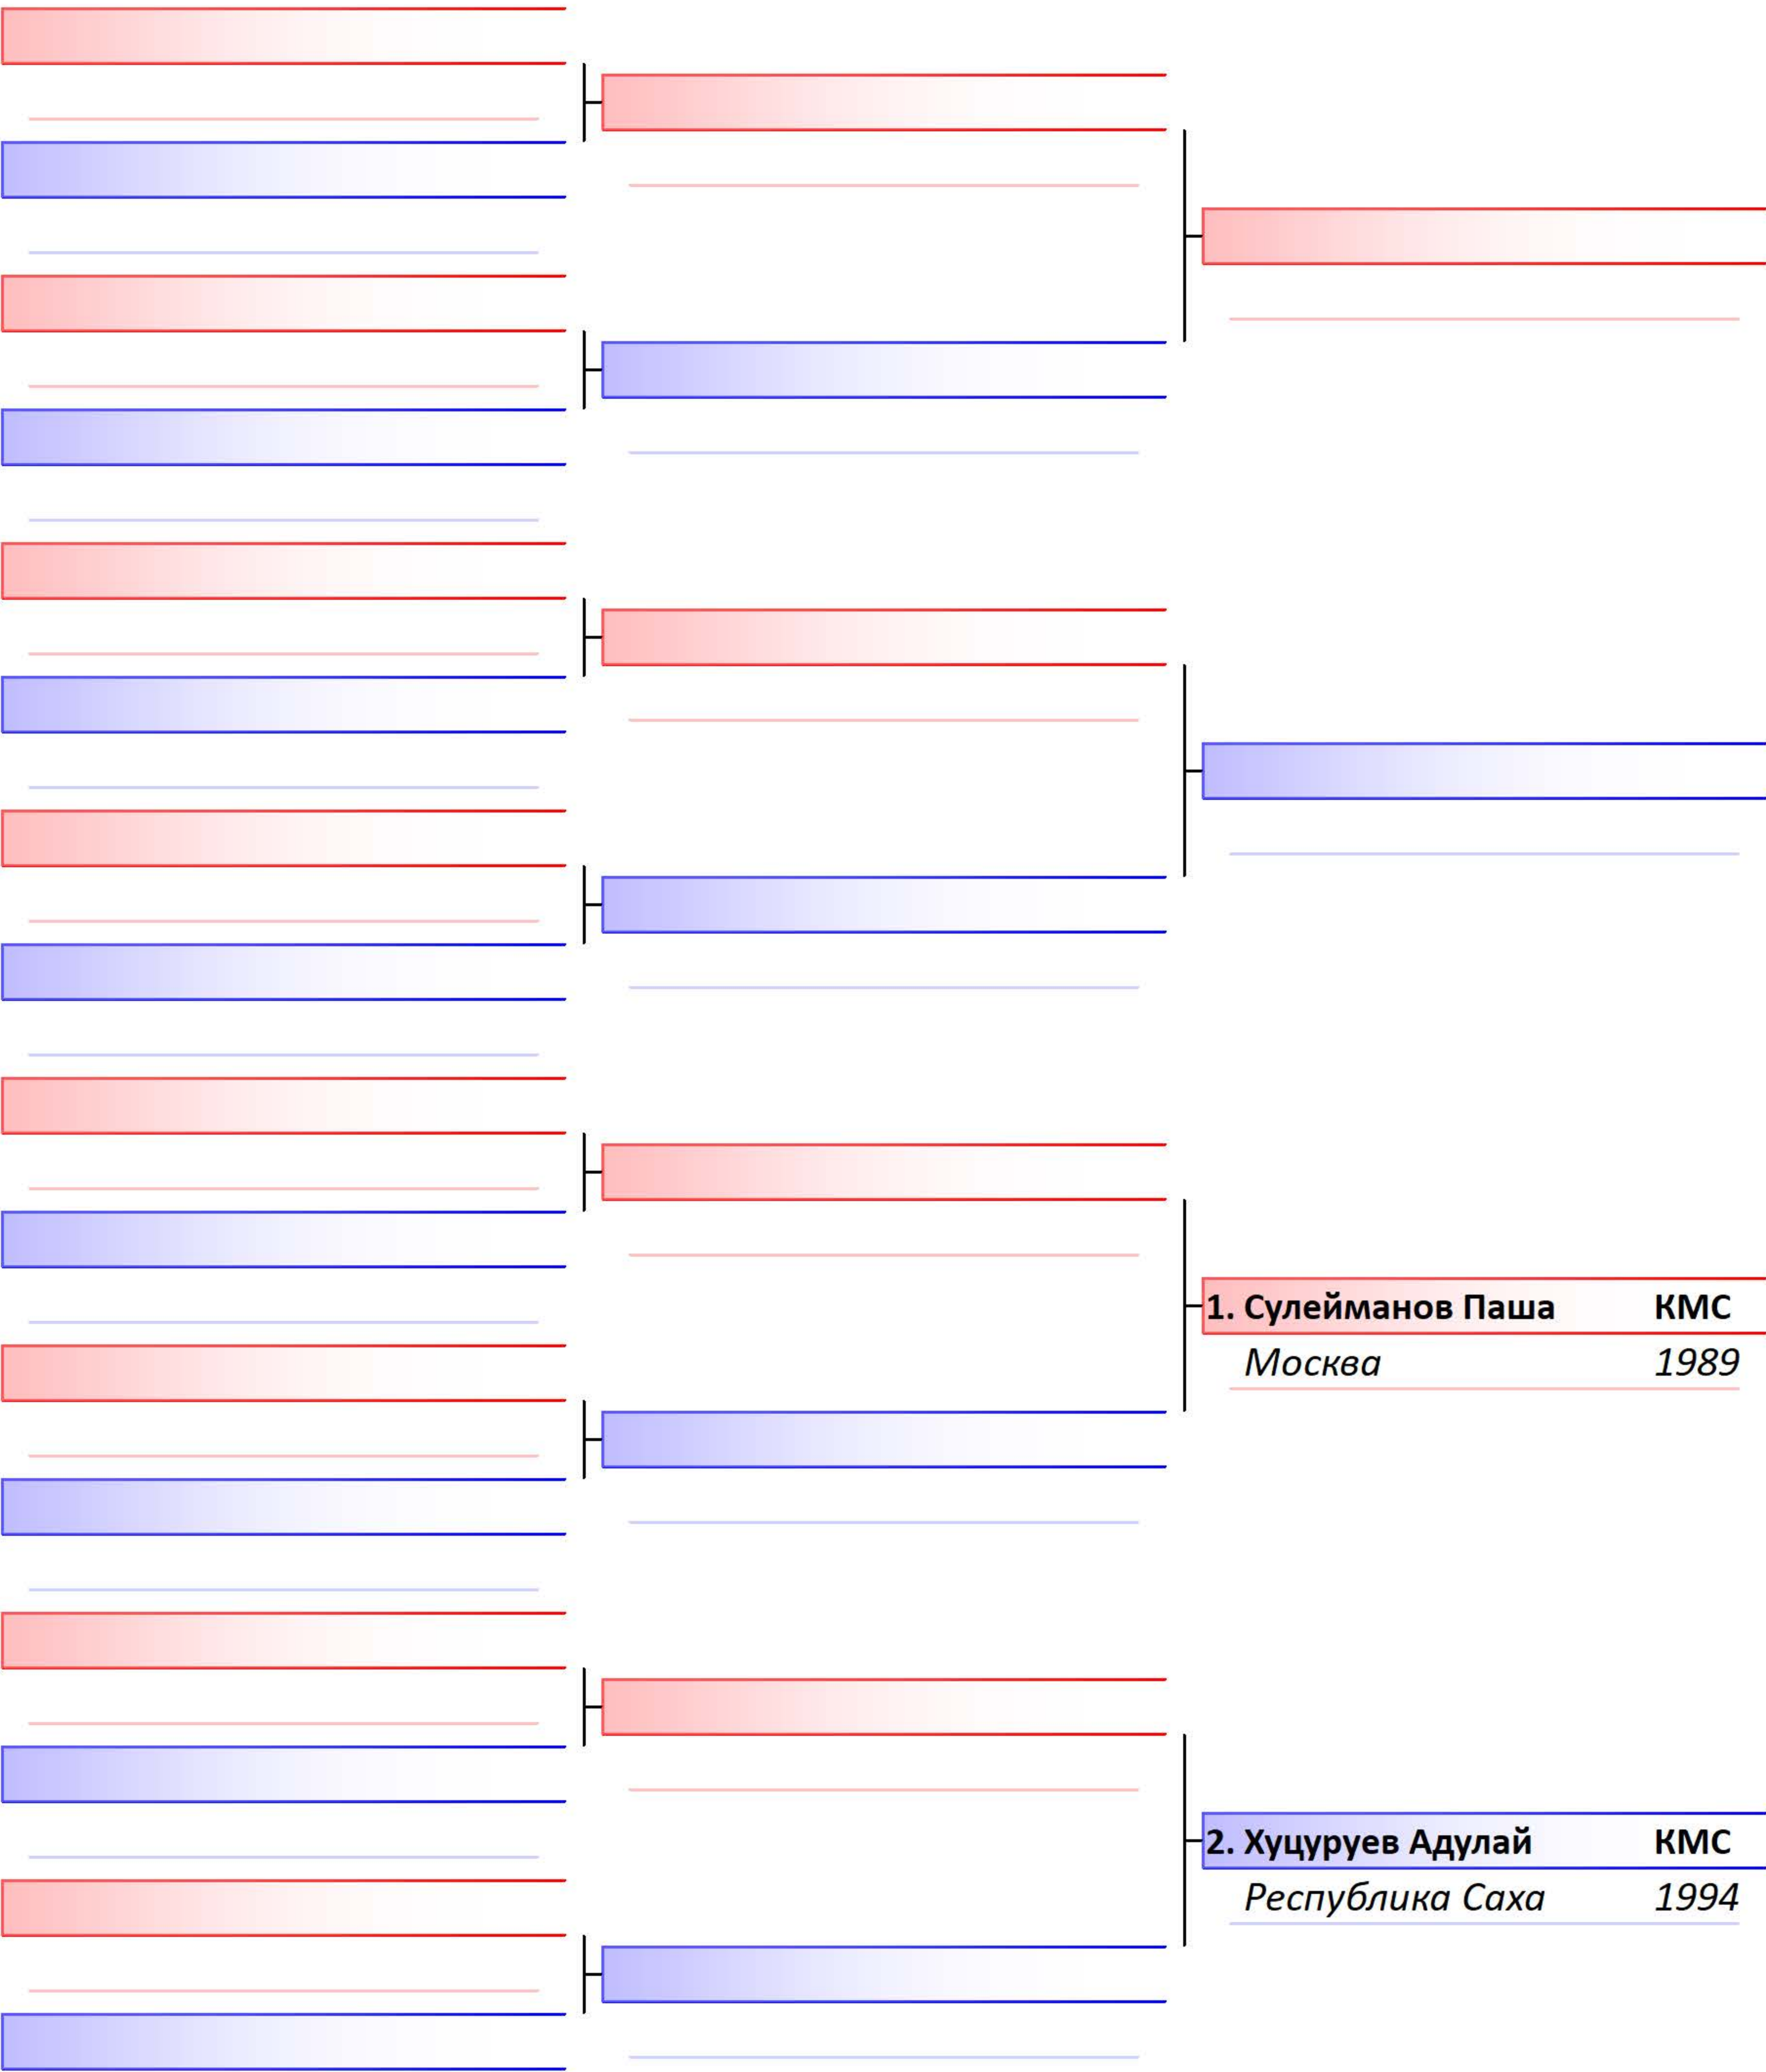 1. Сулейманов Паша КМС
Москва 1989
2. Хуцуруев Адулай КМС
Республика Саха 1994